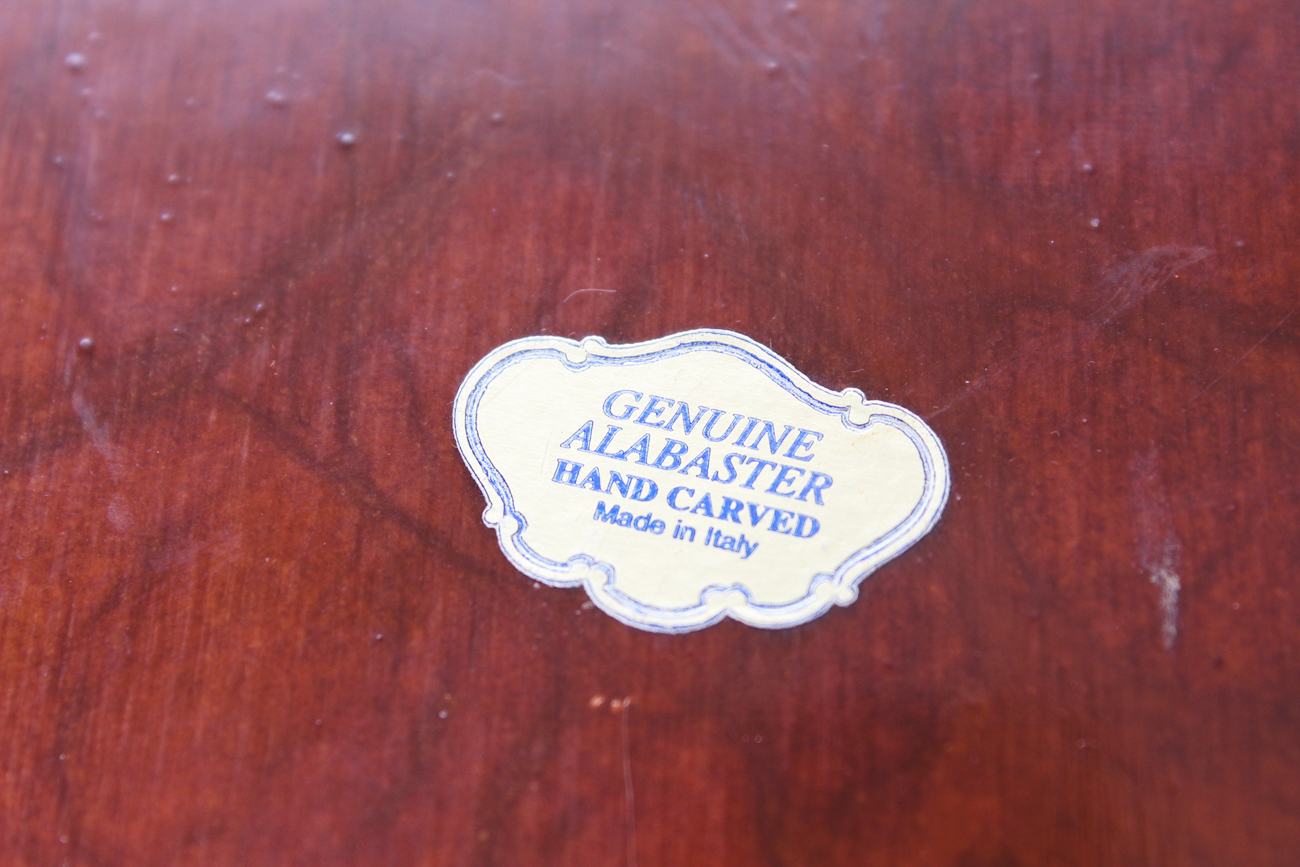 GENUINE
ALABASTER
HAND CARVED
Made in Italy